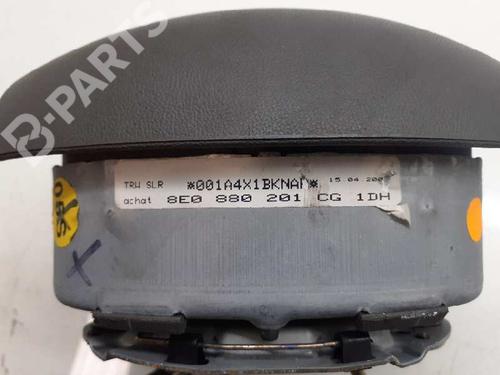 B-PARTS
TRW SLR *001A4X1BKNAM* 15 04 200
achat 8E0 880 201 CG 1DH